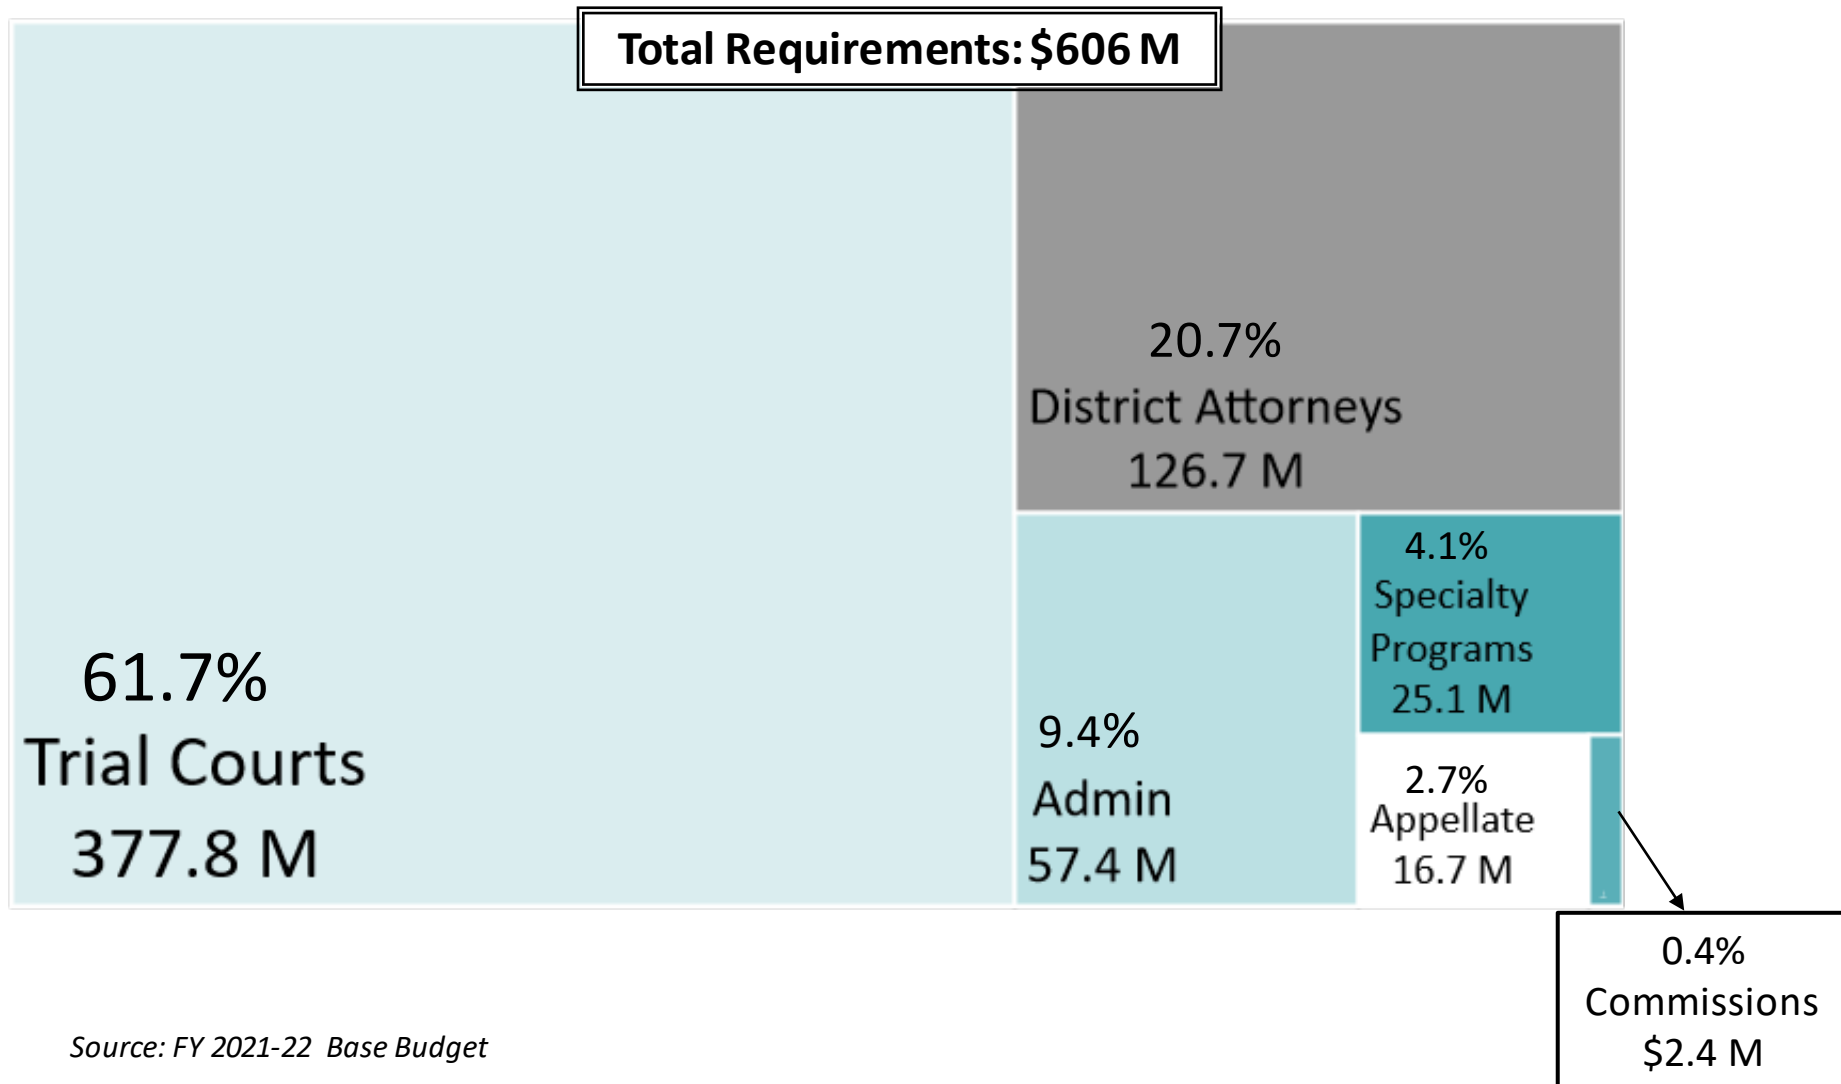 Total Requirements: $606 M
61.7%
Trial Courts
377.8 M
20.7%
District Attorneys
126.7 M
9.4%
Admin
57.4 M
4.1%
Specialty
Programs
25.1 M
2.7%
Appellate
16.7 M
0.4%
Commissions
$2.4 M
Source: FY 2021-22 Base Budget